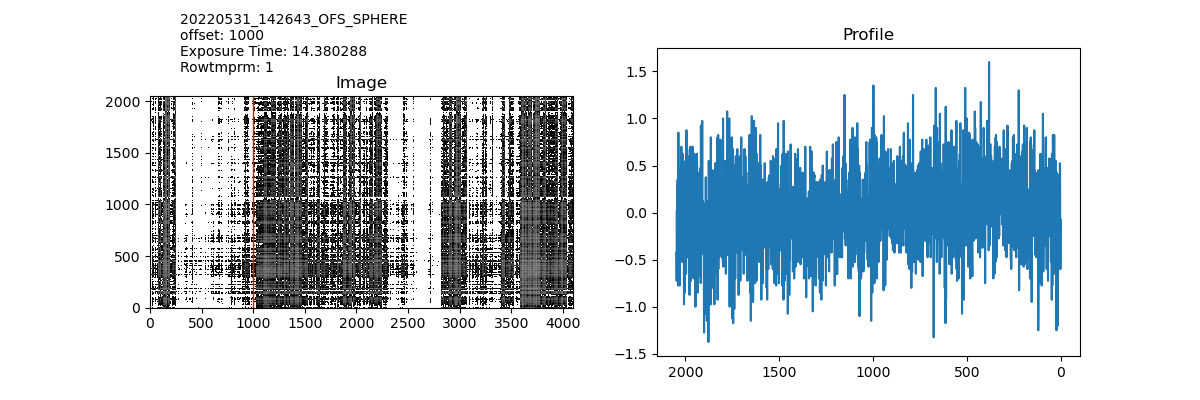 20220531_142643_OFS_SPHERE
offset: 1000
Exposure Time: 14.380288
Rowtmprm: 1
Image
2000
1500
1000
500
0
0 500 1000 1500 2000 2500 3000 3500 4000
Profile
1.5
1.0
0.5
0.0
−0.5
−1.0
−1.5
2000 1500 1000 500 0